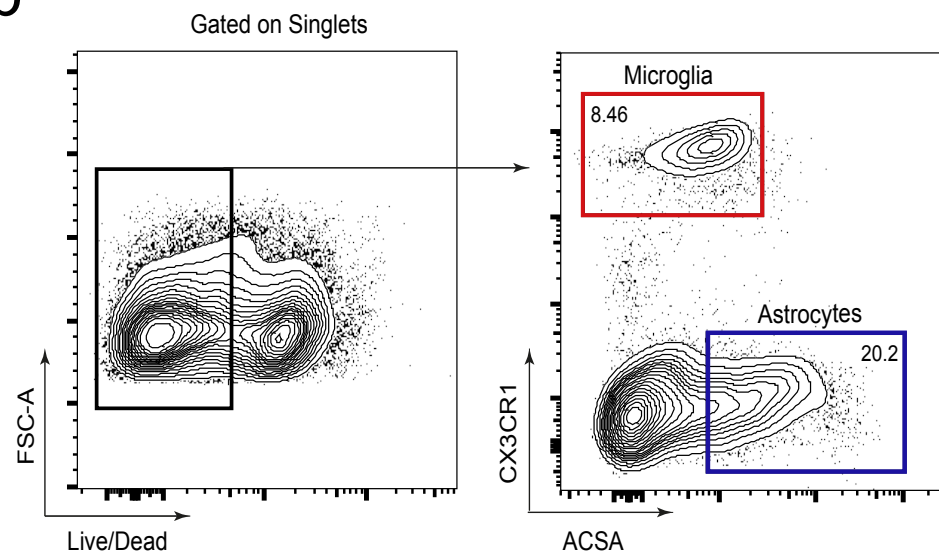 Gated on Singlets
FSC-A
Live/Dead
Microglia
8.46
Astrocytes
20.2
CX3CR1
ACSA